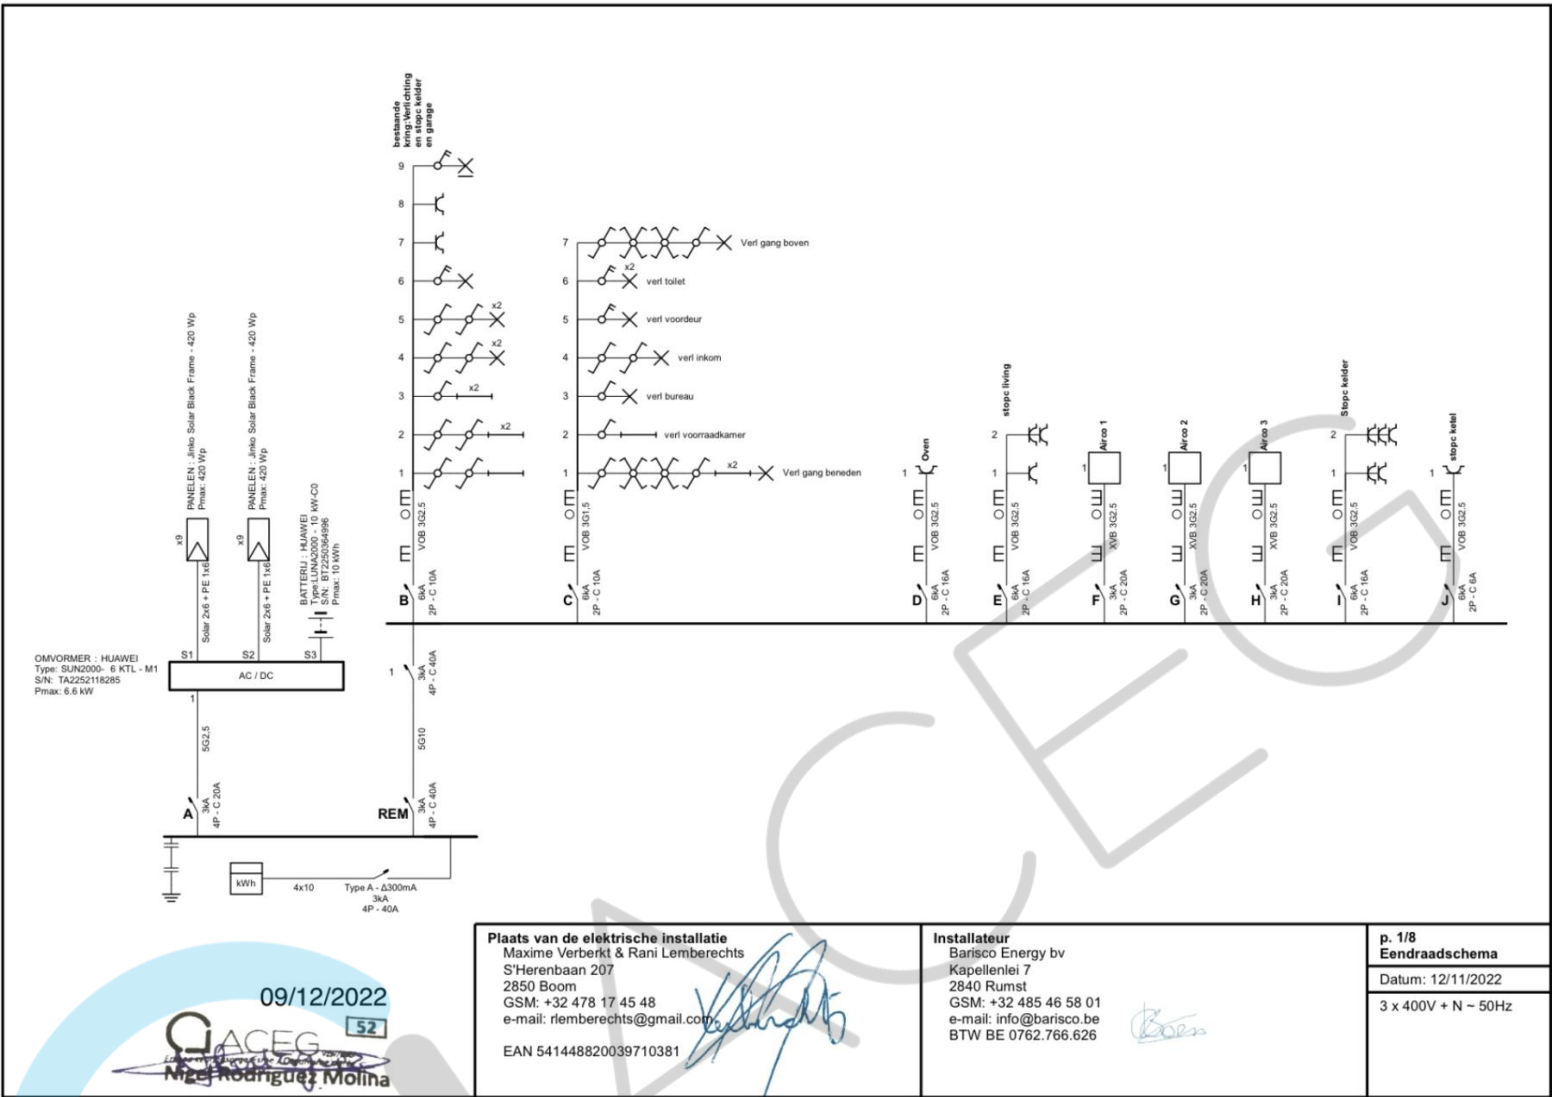 bestaande
kring:Verlichting
en stopc kelder
en garage
9
8
7
6
5
x2
4
x2
3
x2
2
x2
1
VOB 3G2.5
B
6kA
2P - C 10A
7
Verl gang boven
6
x2
verl toilet
5
verl voordeur
4
verl inkom
3
verl bureau
2
verl voorraadkamer
1
x2
Verl gang beneden
VOB 3G1,5
C
6kA
2P - C 10A
1
Oven
VOB 3G2.5
D
6kA
2P - C 16A
stopc living
2
1
VOB 3G2.5
E
6kA
2P - C 16A
Airco 1
1
XVB 3G2.5
F
3kA
2P - C 20A
Airco 2
1
XVB 3G2.5
G
3kA
2P - C 20A
Airco 3
1
XVB 3G2.5
H
3kA
2P - C 20A
Stopc kelder
2
1
VOB 3G2.5
I
6kA
2P - C 16A
stopc ketel
1
VOB 3G2.5
J
6kA
2P - C 6A
PANELEN : Jinko Solar Black Frame - 420 Wp
Pmax: 420 Wp
x9
Solar 2x6 + PE 1x6
PANELEN : Jinko Solar Black Frame - 420 Wp
Pmax: 420 Wp
x9
Solar 2x6 + PE 1x6
BATTERIJ : HUAWEI
Type:LUNA2000 - 10 kW-C0
S/N: BT2250364996
Pmax: 10 kWh
S1
S2
S3
OMVORMER : HUAWEI
Type: SUN2000- 6 KTL - M1
S/N: TA2252118285
Pmax: 6.6 kW
AC / DC
1
5G2,5
A
3kA
4P - C 20A
1
3kA
4P - C 40A
5G10
REM
3kA
4P - C 40A
kWh
4x10
Type A - Δ300mA
3kA
4P - 40A
ACEG
09/12/2022
52
ACEG
Nigel Rodriguez Molina
Plaats van de elektrische installatie
Maxime Verberkt & Rani Lemberechts
S'Herenbaan 207
2850 Boom
GSM: +32 478 17 45 48
e-mail: rlemberechts@gmail.com
EAN 541448820039710381
Installateur
Barisco Energy bv
Kapellenlei 7
2840 Rumst
GSM: +32 485 46 58 01
e-mail: info@barisco.be
BTW BE 0762.766.626
p. 1/8
Eendraadschema
Datum: 12/11/2022
3 x 400V + N ~ 50Hz